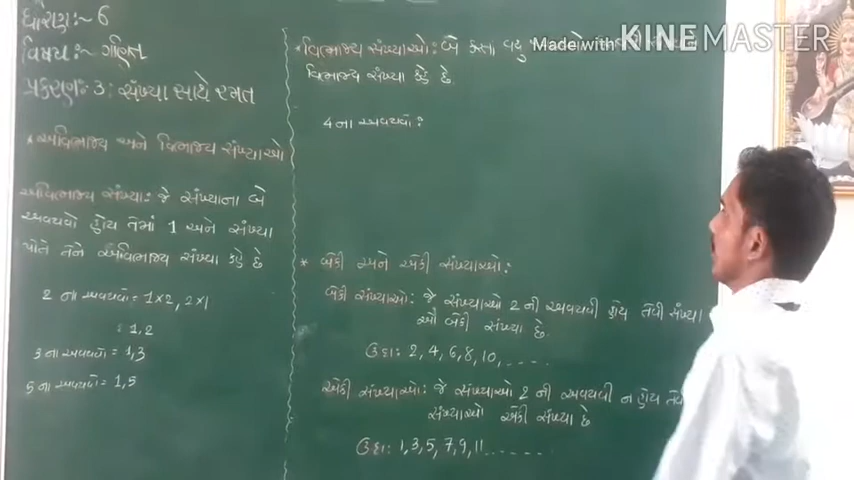 ધોરણ:~ 6
વિષય:~ ગણિત
પ્રકરણ: 3: સંખ્યા સાથે રમત
* અવિભાજ્ય અને વિભાજ્ય સંખ્યાઓ
અવિભાજ્ય સંખ્યા: જે સંખ્યાના બે
અવયવો હોય તેમાં 1 અને સંખ્યા
પોતે તેને અવિભાજ્ય સંખ્યા કહે છે
2 ના અવયવો = 1×2, 2×1
: 1,2
3 ના અવયવો = 1,3
5 ના અવયવો = 1,5
* વિભાજ્ય સંખ્યાઓ: બે કરતા વધુ
વિભાજ્ય સંખ્યા કહે છે.
4 ના અવયવો :
* બેકી અને એકી સંખ્યાઓ:
બેકી સંખ્યાઓ: જે સંખ્યાઓ 2 ની અવયવી હોય તેવી સંખ્યા
ઓ બેકી સંખ્યા છે.
ઉદા: 2, 4, 6, 8, 10, ......
એકી સંખ્યાઓ: જે સંખ્યાઓ 2 ની અવયવી ન હોય તેવી
સંખ્યાઓ એકી સંખ્યા છે
ઉદા: 1, 3, 5, 7, 9, 11 ......
Made with KINEMASTER